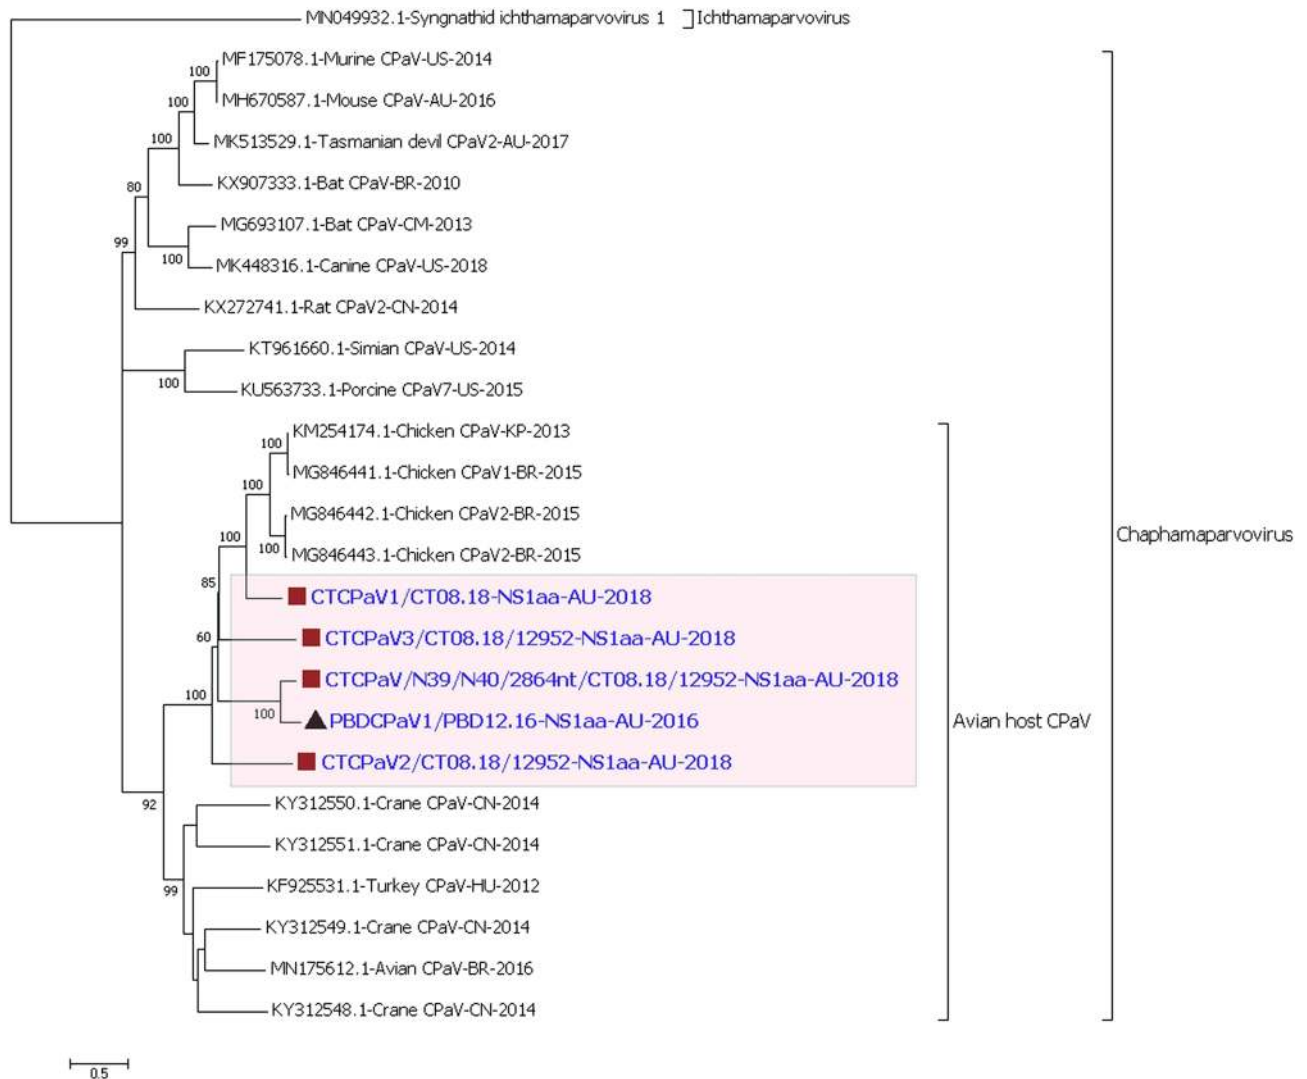 MN049932.1-Syngnathid ichthamaparvovirus 1
Ichthamaparvovirus
MF175078.1-Murine CPaV-US-2014
100
MH670587.1-Mouse CPaV-AU-2016
100
MK513529.1-Tasmanian devil CPaV2-AU-2017
100
KX907333.1-Bat CPaV-BR-2010
80
MG693107.1-Bat CPaV-CM-2013
99
100
MK448316.1-Canine CPaV-US-2018
KX272741.1-Rat CPaV2-CN-2014
KT961660.1-Simian CPaV-US-2014
100
KU563733.1-Porcine CPaV7-US-2015
KM254174.1-Chicken CPaV-KP-2013
100
MG846441.1-Chicken CPaV1-BR-2015
100
MG846442.1-Chicken CPaV2-BR-2015
100
100
MG846443.1-Chicken CPaV2-BR-2015
Chaphamaparvovirus
85
CTCPaV1/CT08.18-NS1aa-AU-2018
60
CTCPaV3/CT08.18/12952-NS1aa-AU-2018
CTCPaV/N39/N40/2864nt/CT08.18/12952-NS1aa-AU-2018
100
100
PBDCPaV1/PBD12.16-NS1aa-AU-2016
Avian host CPaV
CTCPaV2/CT08.18/12952-NS1aa-AU-2018
92
KY312550.1-Crane CPaV-CN-2014
KY312551.1-Crane CPaV-CN-2014
99
KF925531.1-Turkey CPaV-HU-2012
KY312549.1-Crane CPaV-CN-2014
MN175612.1-Avian CPaV-BR-2016
KY312548.1-Crane CPaV-CN-2014
0.5